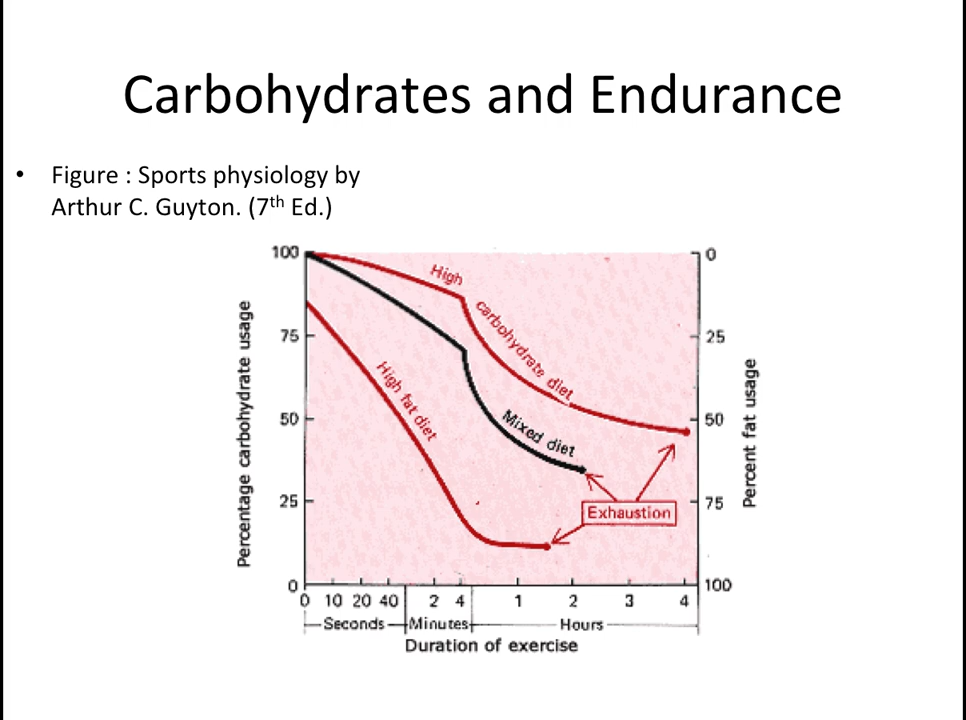 Carbohydrates and Endurance
• Figure : Sports physiology by
Arthur C. Guyton. (7th Ed.)
Percentage carbohydrate usage
100
75
50
25
0
High carbohydrate diet
Mixed diet
High fat diet
Exhaustion
0
25
50
75
100
Percent fat usage
0 10 20 40 2 4 1 2 3 4
Seconds Minutes Hours
Duration of exercise